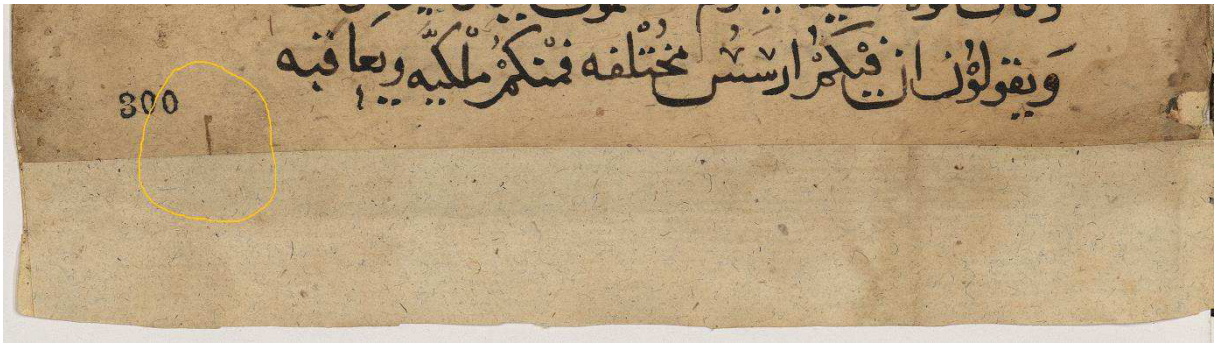 ويقولون ان فيكم ارسس مختلفه فمنكم ملكيه ويعاقبه
300